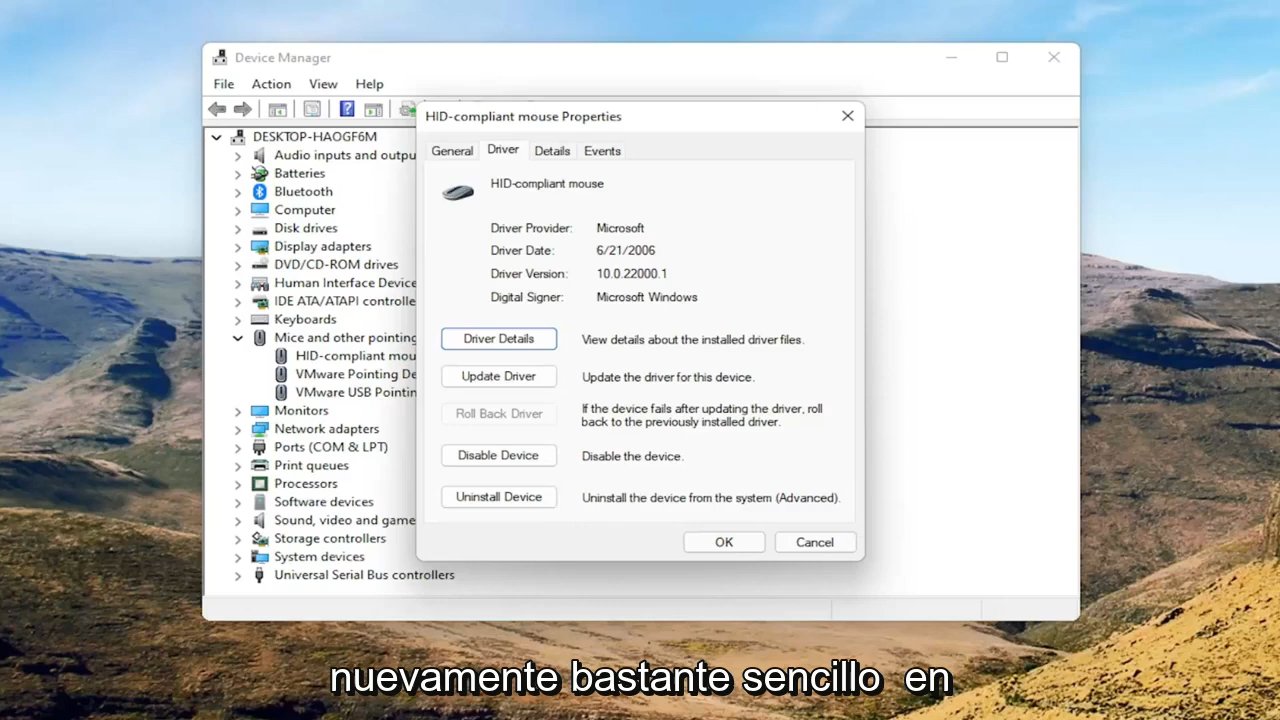 Device Manager
File Action View Help
HID-compliant mouse Properties
DESKTOP-HAOGF6M
Audio inputs and outpu
Batteries
Bluetooth
Computer
Disk drives
Display adapters
DVD/CD-ROM drives
Human Interface Device
IDE ATA/ATAPI controlle
Keyboards
Mice and other pointing
HID-compliant mou
VMware Pointing De
VMware USB Pointin
Monitors
Network adapters
Ports (COM & LPT)
Print queues
Processors
Software devices
Sound, video and game
Storage controllers
System devices
Universal Serial Bus controllers
General Driver Details Events
HID-compliant mouse
Driver Provider: Microsoft
Driver Date: 6/21/2006
Driver Version: 10.0.22000.1
Digital Signer: Microsoft Windows
Driver Details View details about the installed driver files.
Update Driver Update the driver for this device.
Roll Back Driver If the device fails after updating the driver, roll
back to the previously installed driver.
Disable Device Disable the device.
Uninstall Device Uninstall the device from the system (Advanced).
OK Cancel
nuevamente bastante sencillo en